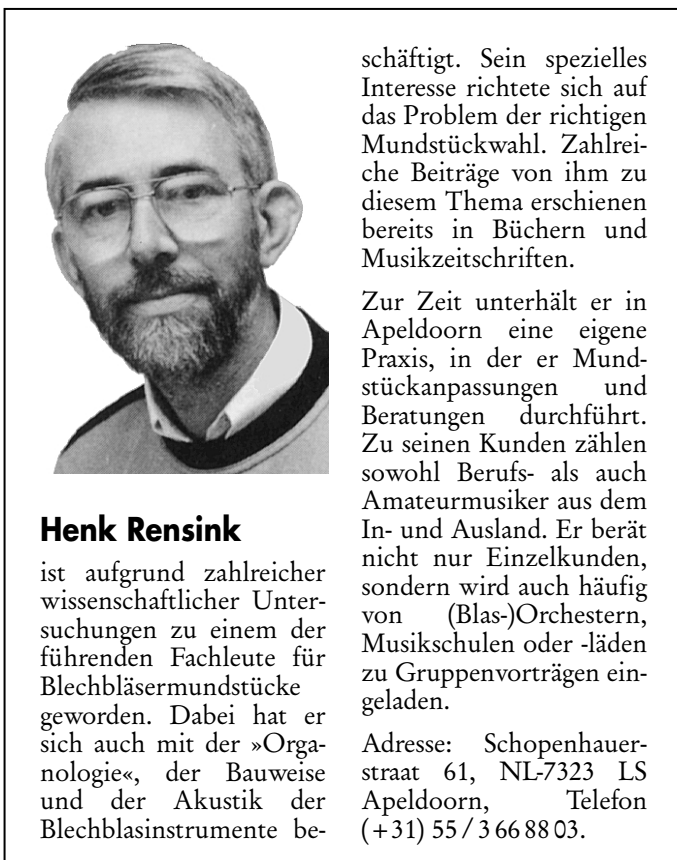 Henk Rensink
ist aufgrund zahlreicher
wissenschaftlicher Unter-
suchungen zu einem der
führenden Fachleute für
Blechbläsermundstücke
geworden. Dabei hat er
sich auch mit der »Orga-
nologie«, der Bauweise
und der Akustik der
Blechblasinstrumente be-
schäftigt. Sein spezielles
Interesse richtete sich auf
das Problem der richtigen
Mundstückwahl. Zahlrei-
che Beiträge von ihm zu
diesem Thema erschienen
bereits in Büchern und
Musikzeitschriften.
Zur Zeit unterhält er in
Apeldoorn eine eigene
Praxis, in der er Mund-
stückanpassungen und
Beratungen durchführt.
Zu seinen Kunden zählen
sowohl Berufs- als auch
Amateurmusiker aus dem
In- und Ausland. Er berät
nicht nur Einzelkunden,
sondern wird auch häufig
von (Blas-)Orchestern,
Musikschulen oder -läden
zu Gruppenvorträgen ein-
geladen.
Adresse: Schopenhauer-
straat 61, NL-7323 LS
Apeldoorn, Telefon
(+31) 55 / 3 66 88 03.